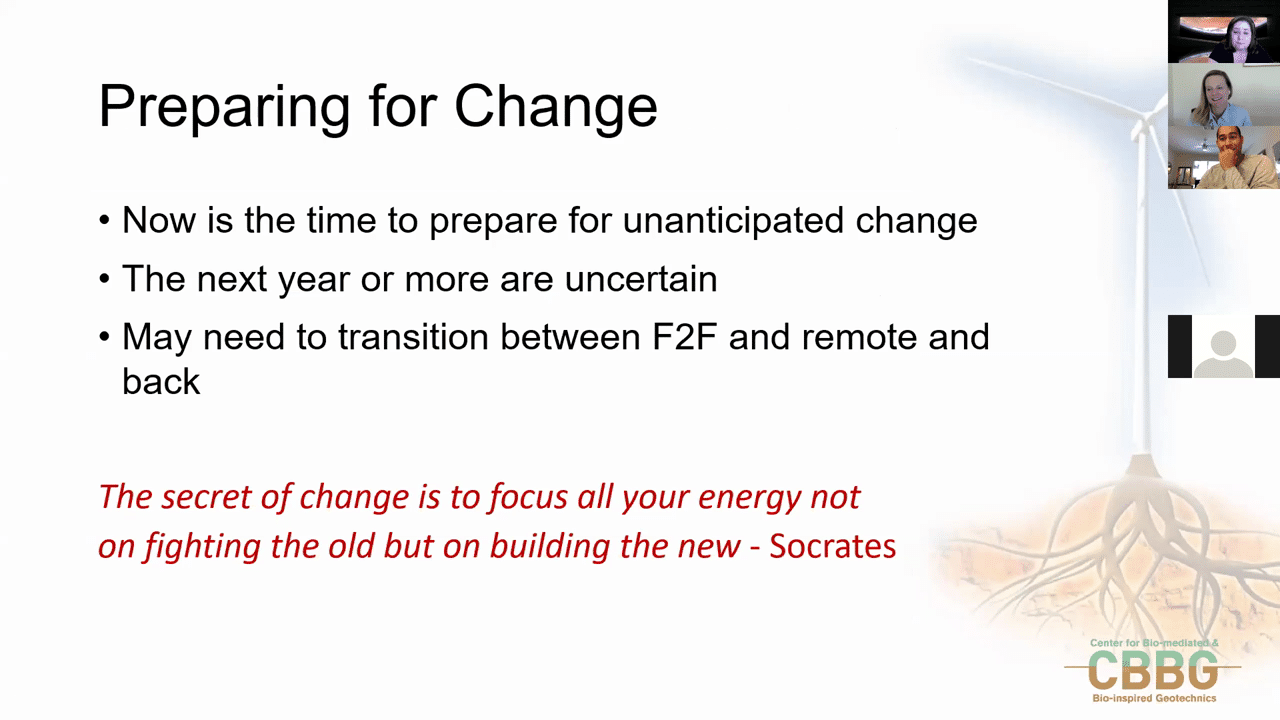 Preparing for Change
• Now is the time to prepare for unanticipated change
• The next year or more are uncertain
• May need to transition between F2F and remote and
back
The secret of change is to focus all your energy not
on fighting the old but on building the new - Socrates
Center for Bio-mediated &
CBBG
Bio-inspired Geotechnics